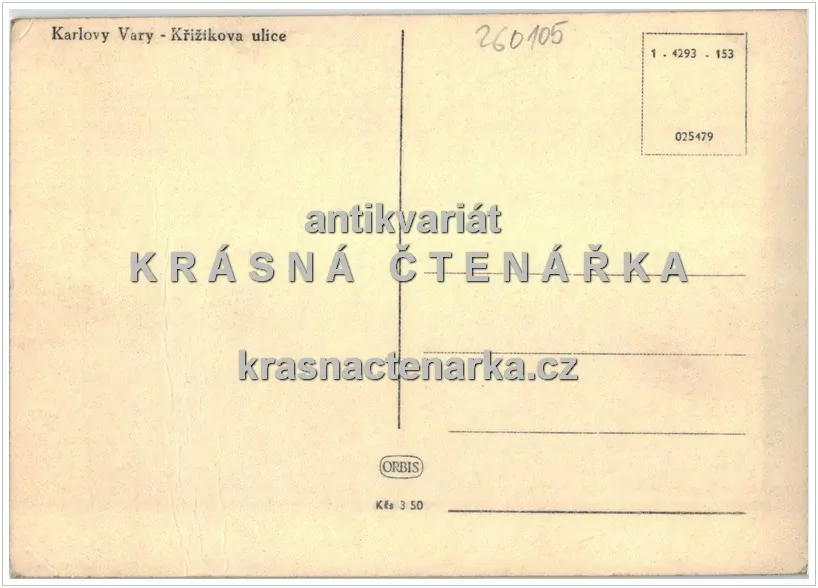 Karlovy Vary - Křižíkova ulice
260105
1 - 4293 - 153
025479
antikvariát
KRÁSNÁ ČTENÁŘKA
krasnactenarka.cz
ORBIS
Kčs 3 50